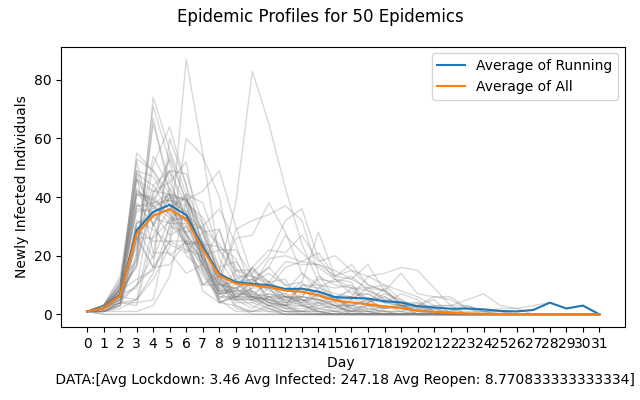 Epidemic Profiles for 50 Epidemics
Average of Running
Average of All
Newly Infected Individuals
80
60
40
20
0
0 1 2 3 4 5 6 7 8 9 10 11 12 13 14 15 16 17 18 19 20 21 22 23 24 25 26 27 28 29 30 31
Day
DATA:[Avg Lockdown: 3.46 Avg Infected: 247.18 Avg Reopen: 8.770833333333334]